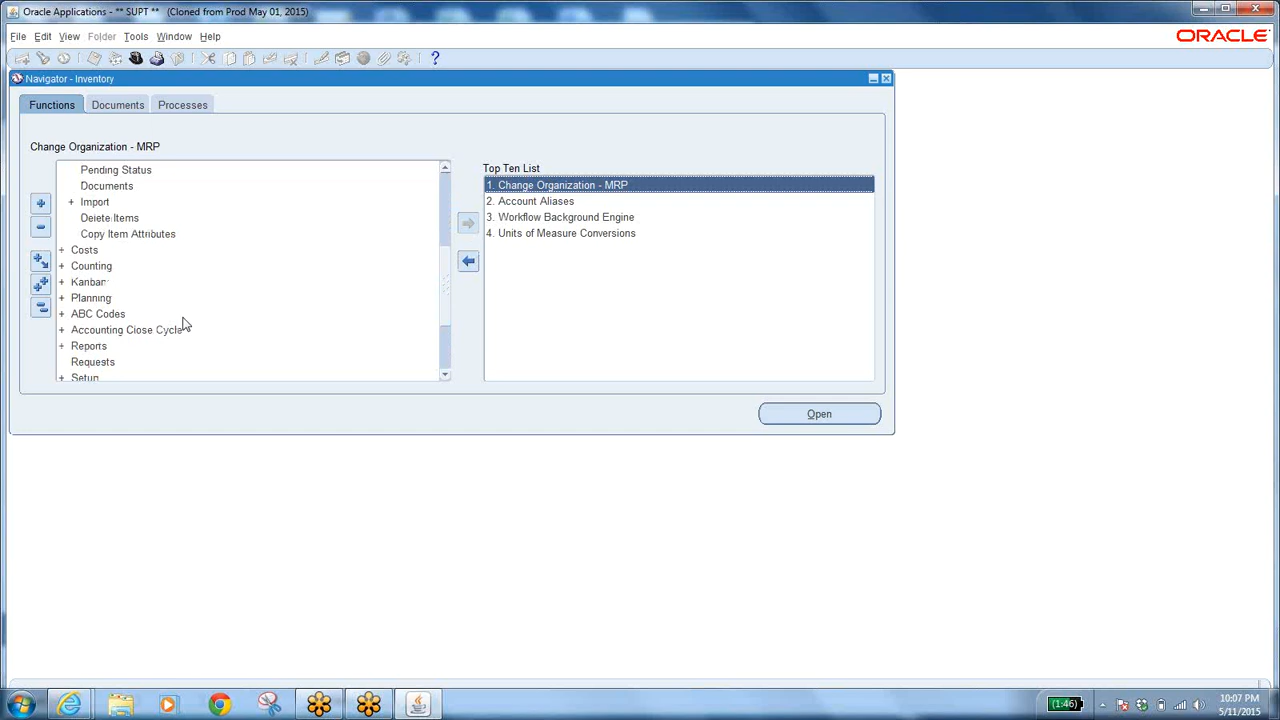 Oracle Applications - ** SUPT ** (Cloned from Prod May 01, 2015)
File Edit View Folder Tools Window Help
ORACLE
Navigator - Inventory
Functions Documents Processes
Change Organization - MRP
Pending Status
Documents
+ Import
Delete Items
Copy Item Attributes
+ Costs
+ Counting
+ Kanban
+ Planning
+ ABC Codes
+ Accounting Close Cycle
+ Reports
Requests
+ Setup
Top Ten List
1. Change Organization - MRP
2. Account Aliases
3. Workflow Background Engine
4. Units of Measure Conversions
Open
(1:46)
10:07 PM
5/11/2015